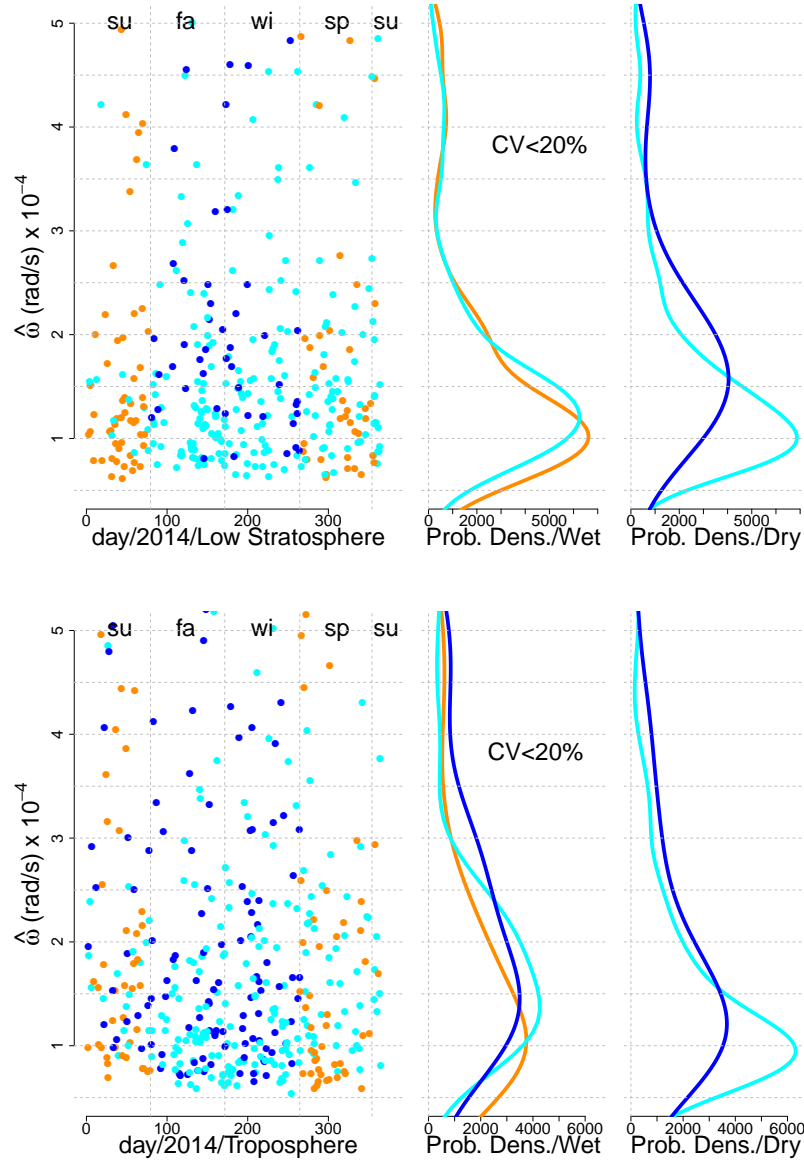 su fa wi sp su
5
4
3
2
1
ω̂ (rad/s) x 10⁻⁴
CV<20%
0 100 200 300
0 2000 5000
0 2000 5000
day/2014/Low Stratosphere
Prob. Dens./Wet
Prob. Dens./Dry
su fa wi sp su
5
4
3
2
1
ω̂ (rad/s) x 10⁻⁴
CV<20%
0 100 200 300
0 2000 4000 6000
0 2000 4000 6000
day/2014/Troposphere
Prob. Dens./Wet
Prob. Dens./Dry